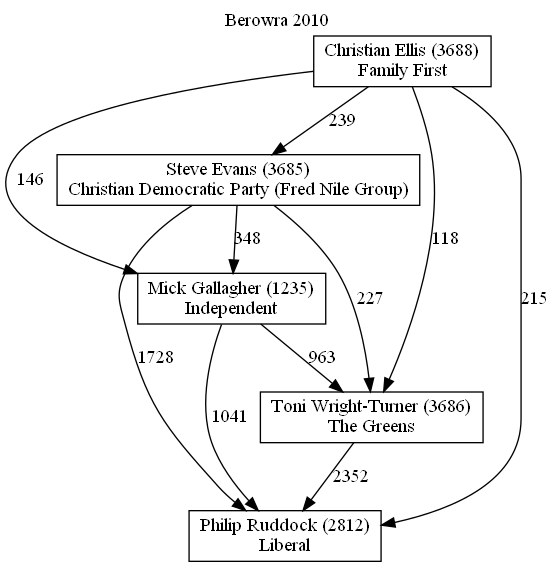 Berowra 2010
Christian Ellis (3688)
Family First
239
Steve Evans (3685)
Christian Democratic Party (Fred Nile Group)
146
348
118
Mick Gallagher (1235)
Independent
227
215
1728
963
Toni Wright-Turner (3686)
The Greens
1041
2352
Philip Ruddock (2812)
Liberal